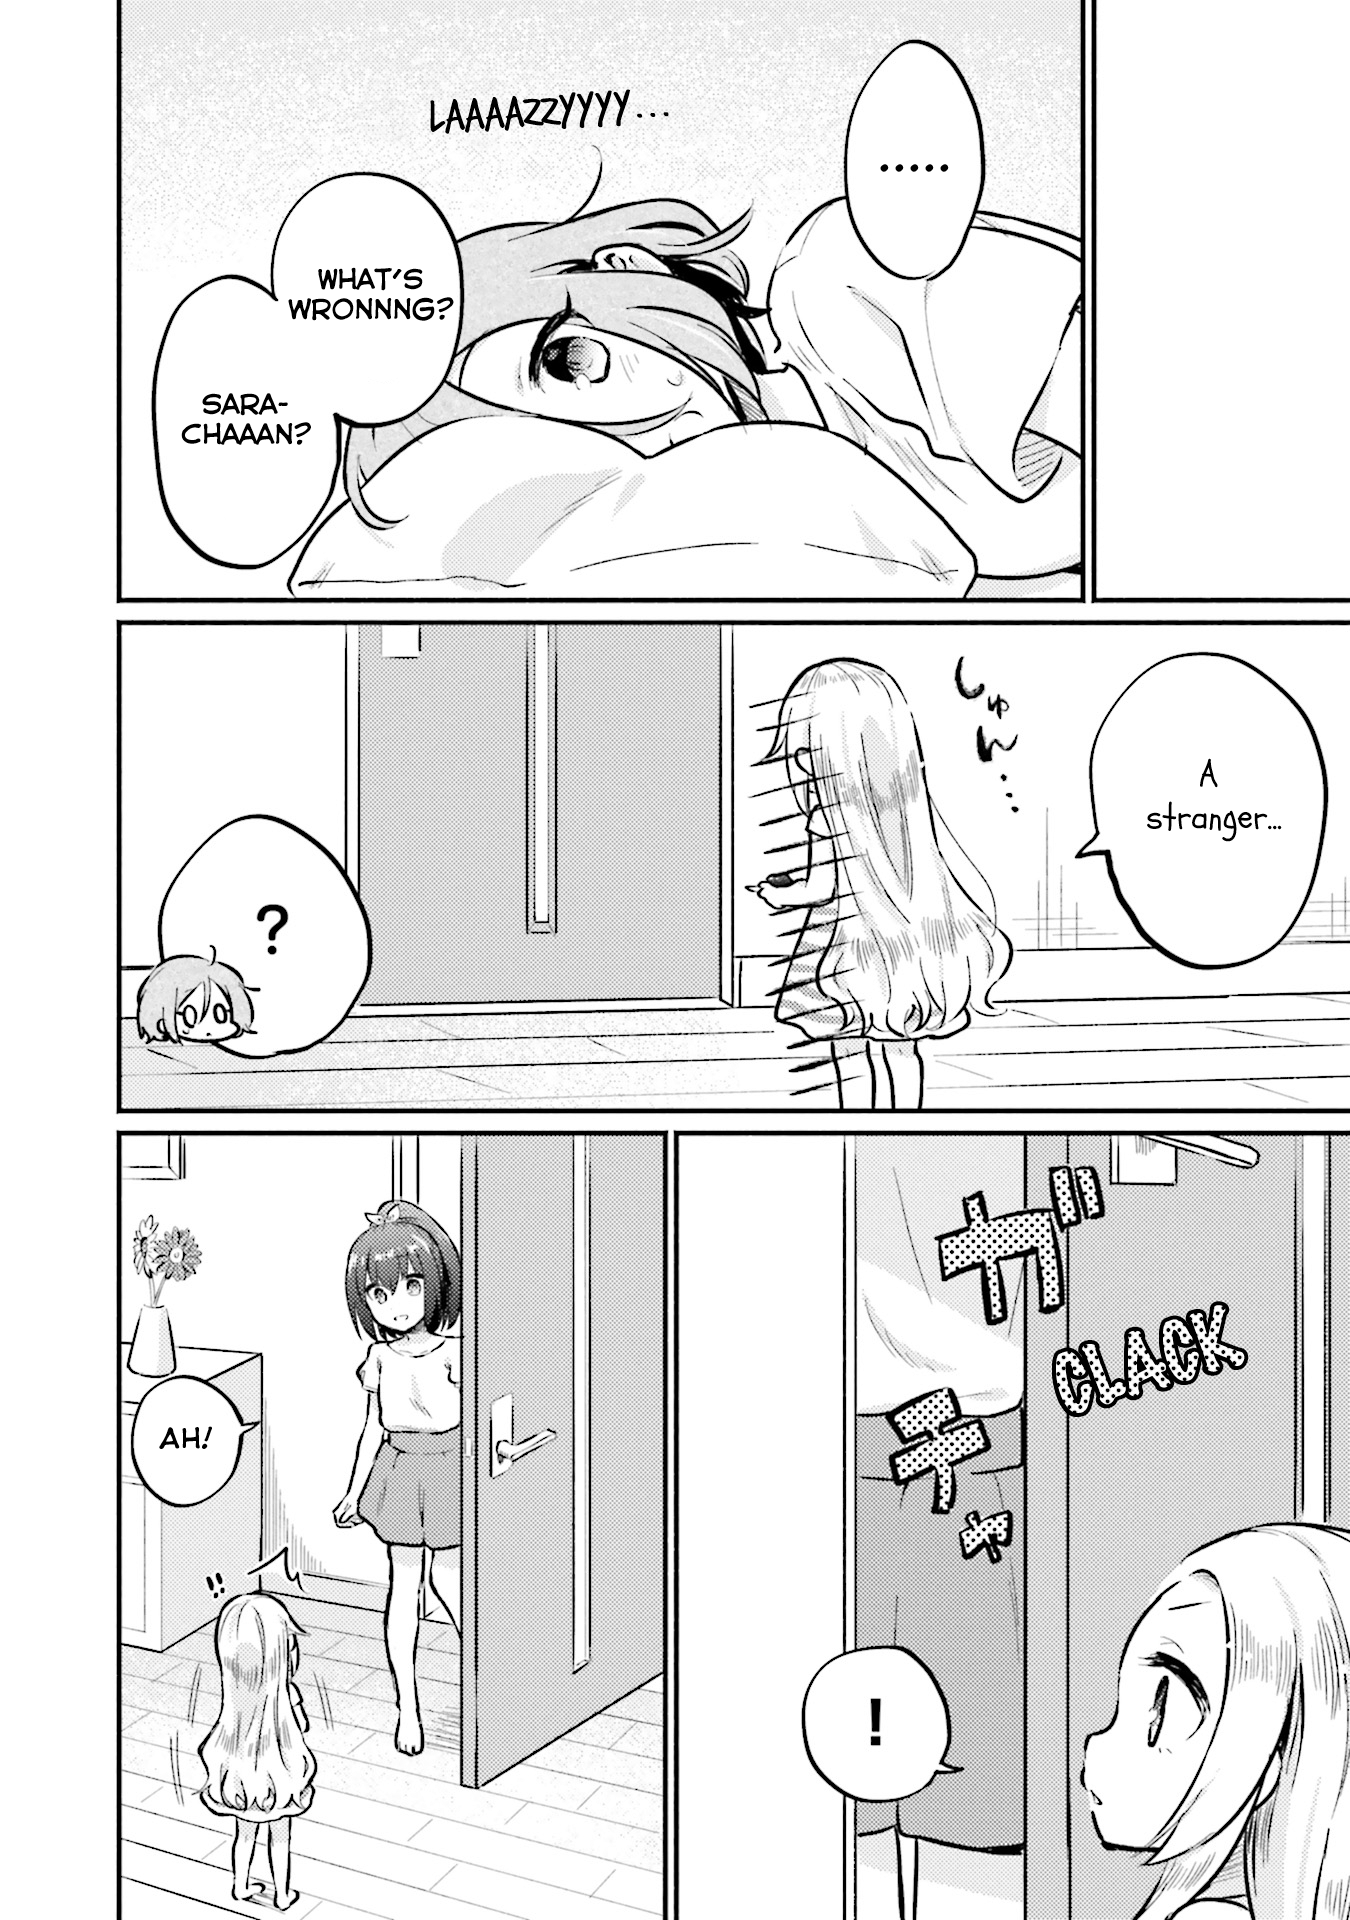 .....
LAAAAZZYYYY...
WHAT'S
WRONNNG?
SARA-
CHAAAN?
A
stranger...
しゅん...
?
ガチャ
CLACK
!
AH!
!!